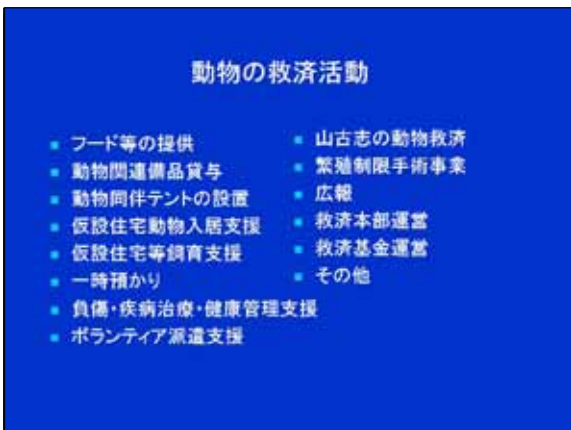 動物の救済活動
フード等の提供
動物関連備品貸与
動物同伴テントの設置
仮設住宅動物入居支援
仮設住宅等飼育支援
一時預かり
負傷・疾病治療・健康管理支援
ボランティア派遣支援
山古志の動物救済
繁殖制限手術事業
広報
救済本部運営
救済基金運営
その他